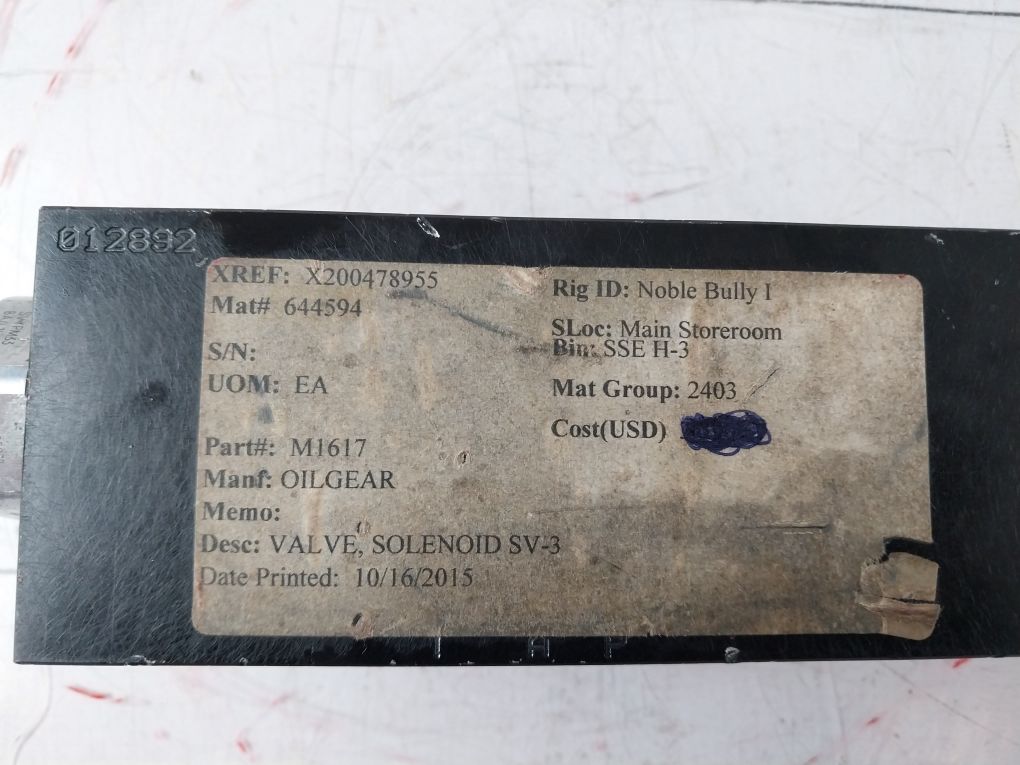 012892
XREF: X200478955
Mat# 644594
S/N:
UOM: EA
Part#: M1617
Manf: OILGEAR
Memo:
Desc: VALVE, SOLENOID SV-3
Date Printed: 10/16/2015
Rig ID: Noble Bully I
SLoc: Main Storeroom
Bin: SSE H-3
Mat Group: 2403
Cost(USD)